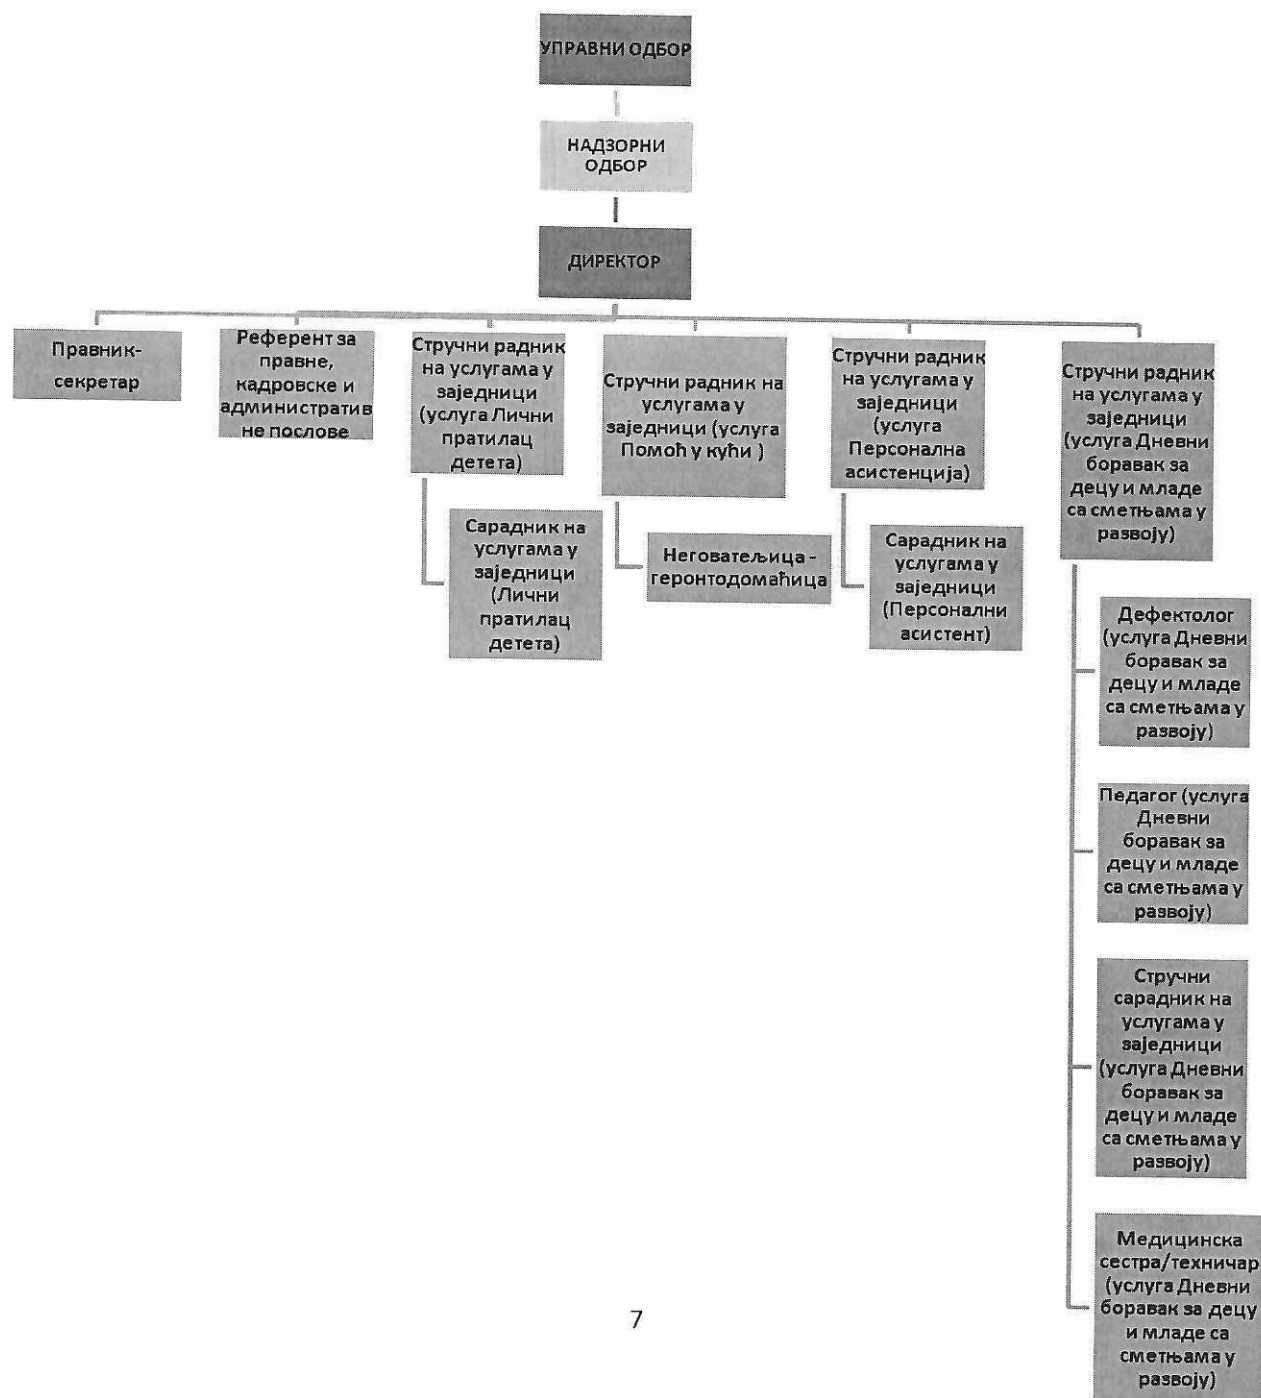 УПРАВНИ ОДБОР
НАДЗОРНИ
ОДБОР
ДИРЕКТОР
Правник-
секретар
Референт за
правне,
кадровске и
административ
не послове
Стручни радник
на услугама у
заједници
(услуга Лични
пратилац
детета)
Сарадник на
услугама у
заједници
(Лични
пратилац
детета)
Стручни радник на
услугама у
заједници (услуга
Помоћ у кући )
Неговатељица -
геронтодомаћица
Стручни радник
на услугама у
заједници
(услуга
Персонална
асистенција)
Сарадник на
услугама у
заједници
(Персонални
асистент)
Стручни радник
на услугама у
заједници
(услуга Дневни
боравак за
децу и младе
са сметњама у
развоју)
Дефектолог
(услуга Дневни
боравак за
децу и младе
са сметњама у
развоју)
Педагог (услуга
Дневни
боравак за
децу и младе
са сметњама у
развоју)
Стручни
сарадник на
услугама у
заједници
(услуга Дневни
боравак за
децу и младе
са сметњама у
развоју)
Медицинска
сестра/техничар
(услуга Дневни
боравак за децу
и младе са
сметњама у
развоју)
7